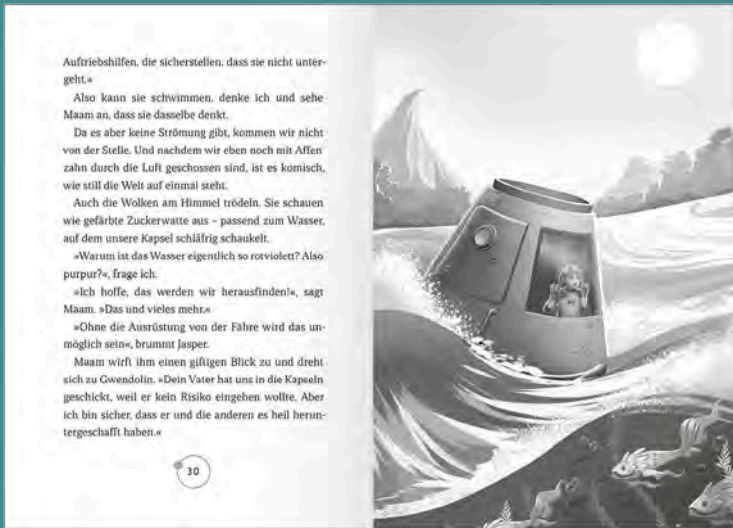 Auftriebshilfen, die sicherstellen, dass sie nicht unter-
geht.«
Also kann sie schwimmen, denke ich und sehe
Maam an, dass sie dasselbe denkt.
Da es aber keine Strömung gibt, kommen wir nicht
von der Stelle. Und nachdem wir eben noch mit Affen
zahn durch die Luft geschossen sind, ist es komisch,
wie still die Welt auf einmal steht.
Auch die Wolken am Himmel trödeln. Sie schauen
wie gefärbte Zuckerwatte aus – passend zum Wasser,
auf dem unsere Kapsel schläfrig schaukelt.
»Warum ist das Wasser eigentlich so rotviolett? Also
purpur?«, frage ich.
»Ich hoffe, das werden wir herausfinden!«, sagt
Maam. »Das und vieles mehr.«
»Ohne die Ausrüstung von der Fähre wird das un-
möglich sein«, brummt Jasper.
Maam wirft ihm einen giftigen Blick zu und dreht
sich zu Gwendolin. »Dein Vater hat uns in die Kapseln
geschickt, weil er kein Risiko eingehen wollte. Aber
ich bin sicher, dass er und die anderen es heil herun-
tergeschafft haben.«
30